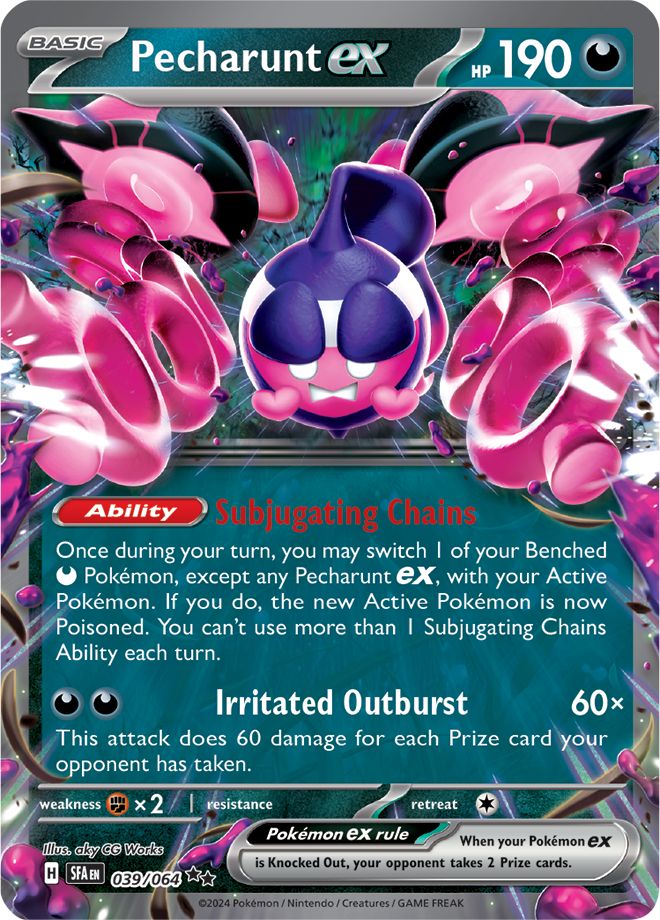 BASIC
Pecharunt ex
HP 190
Ability Subjugating Chains
Once during your turn, you may switch 1 of your Benched
Pokémon, except any Pecharunt ex, with your Active
Pokémon. If you do, the new Active Pokémon is now
Poisoned. You can't use more than 1 Subjugating Chains
Ability each turn.
Irritated Outburst 60×
This attack does 60 damage for each Prize card your
opponent has taken.
weakness ×2 resistance retreat
Illus. aky CG Works
Pokémon ex rule When your Pokémon ex
is Knocked Out, your opponent takes 2 Prize cards.
H SFA EN 039/064
©2024 Pokémon / Nintendo / Creatures / GAME FREAK